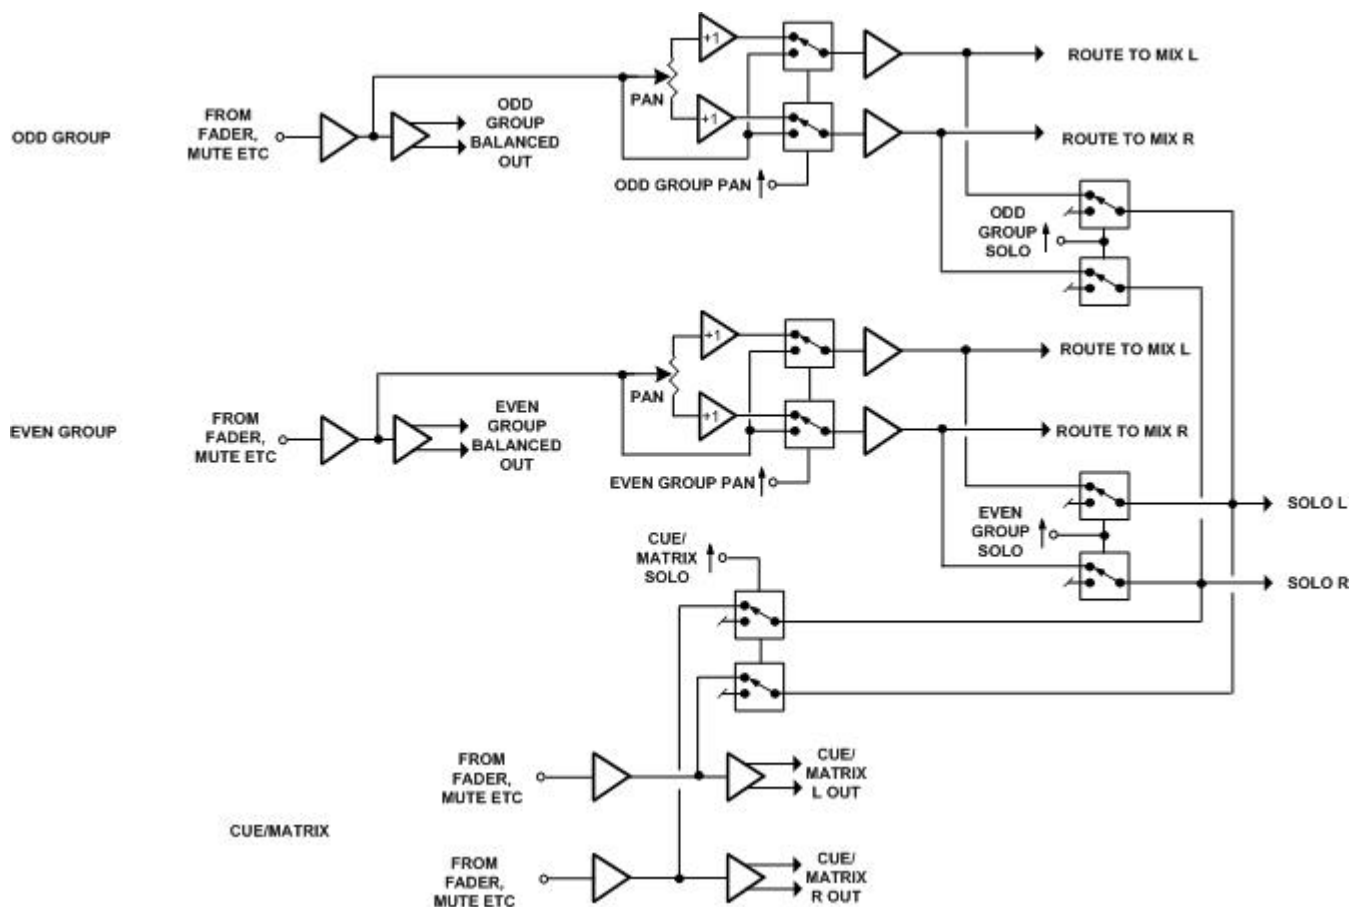 ODD GROUP
FROM
FADER,
MUTE ETC
ODD
GROUP
BALANCED
OUT
PAN
+1
+1
ODD GROUP PAN
ROUTE TO MIX L
ROUTE TO MIX R
ODD
GROUP
SOLO
EVEN GROUP
FROM
FADER,
MUTE ETC
EVEN
GROUP
BALANCED
OUT
PAN
+1
+1
EVEN GROUP PAN
ROUTE TO MIX L
ROUTE TO MIX R
EVEN
GROUP
SOLO
SOLO L
SOLO R
CUE/
MATRIX
SOLO
CUE/MATRIX
FROM
FADER,
MUTE ETC
CUE/
MATRIX
L OUT
FROM
FADER,
MUTE ETC
CUE/
MATRIX
R OUT